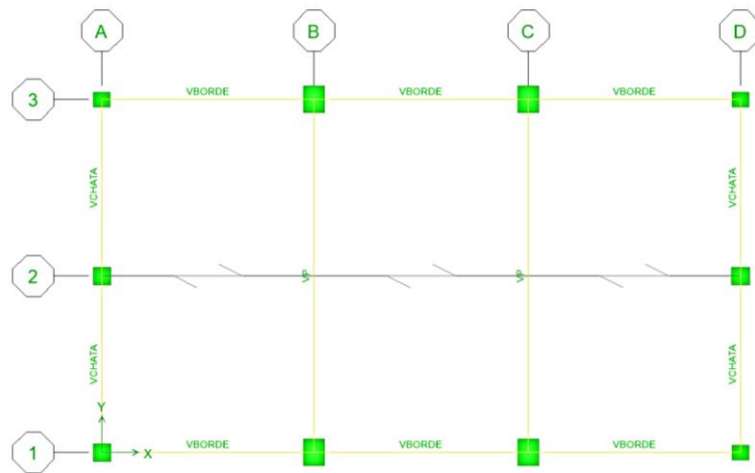 A B C D
3 VBORDE VBORDE VBORDE
VCHATA VCHATA
2 VP VP
VCHATA VCHATA
Y
1 X VBORDE VBORDE VBORDE